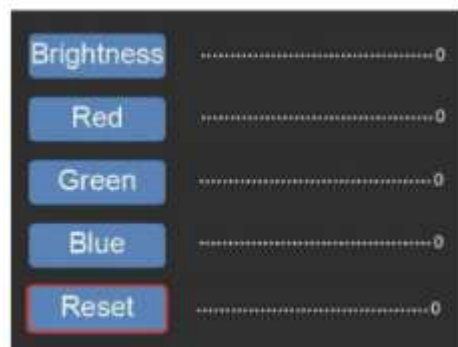 Brightness ........................................ 0
Red ........................................ 0
Green ........................................ 0
Blue ........................................ 0
Reset ........................................ 0